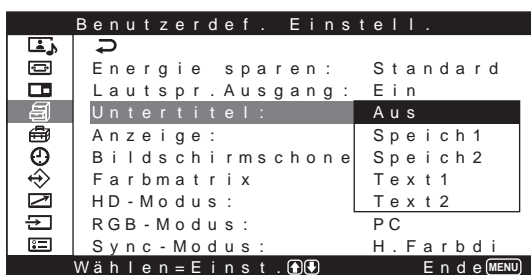 Benutzerdef. Einstell.
Energie sparen: Standard
Lautspr.Ausgang: Ein
Untertitel: Aus
Anzeige: Speich1
Bildschirmschone Speich2
Farbmatrix Text1
HD-Modus: Text2
RGB-Modus: PC
Sync-Modus: H.Farbdi
Wählen=Einst. Ende MENU